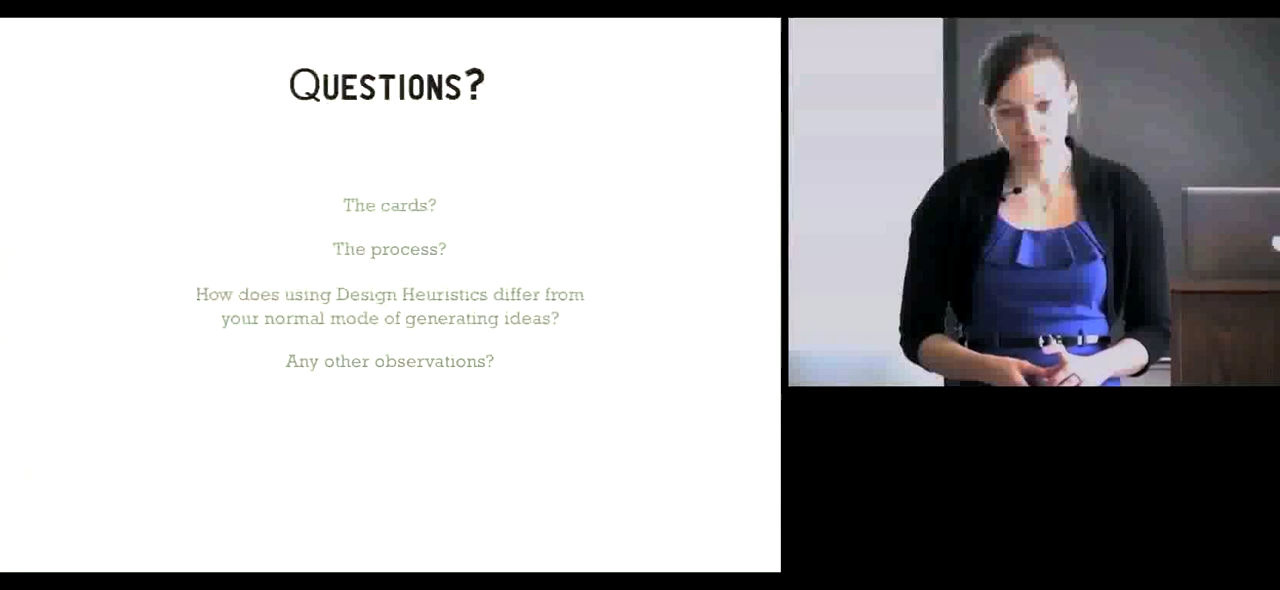 Questions?
The cards?
The process?
How does using Design Heuristics differ from
your normal mode of generating ideas?
Any other observations?